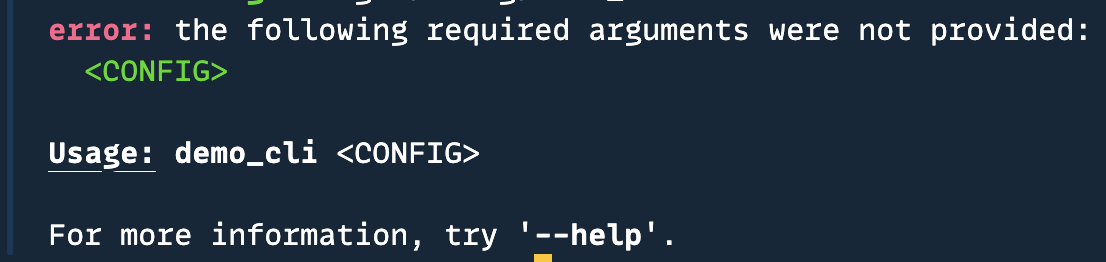 error: the following required arguments were not provided:
<CONFIG>
Usage: demo_cli <CONFIG>
For more information, try '--help'.